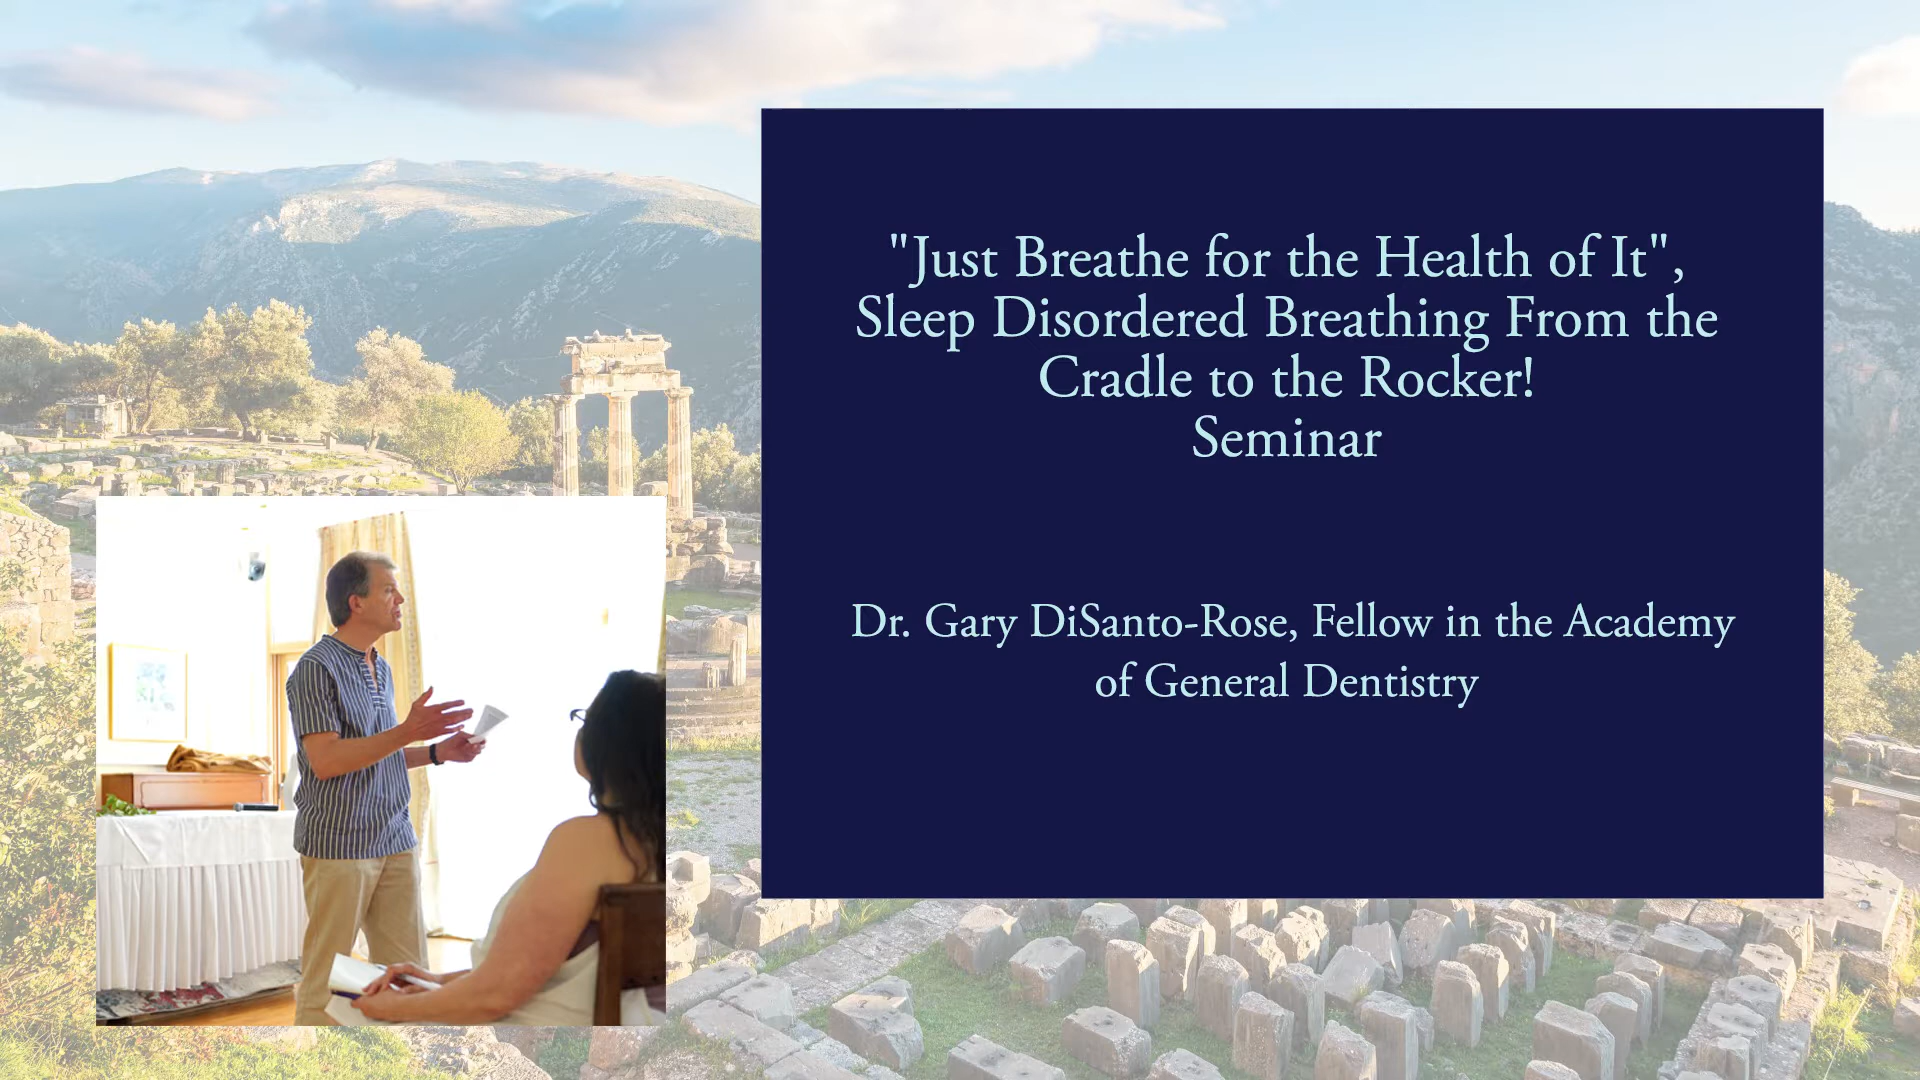 "Just Breathe for the Health of It",
Sleep Disordered Breathing From the
Cradle to the Rocker!
Seminar
Dr. Gary DiSanto-Rose, Fellow in the Academy
of General Dentistry